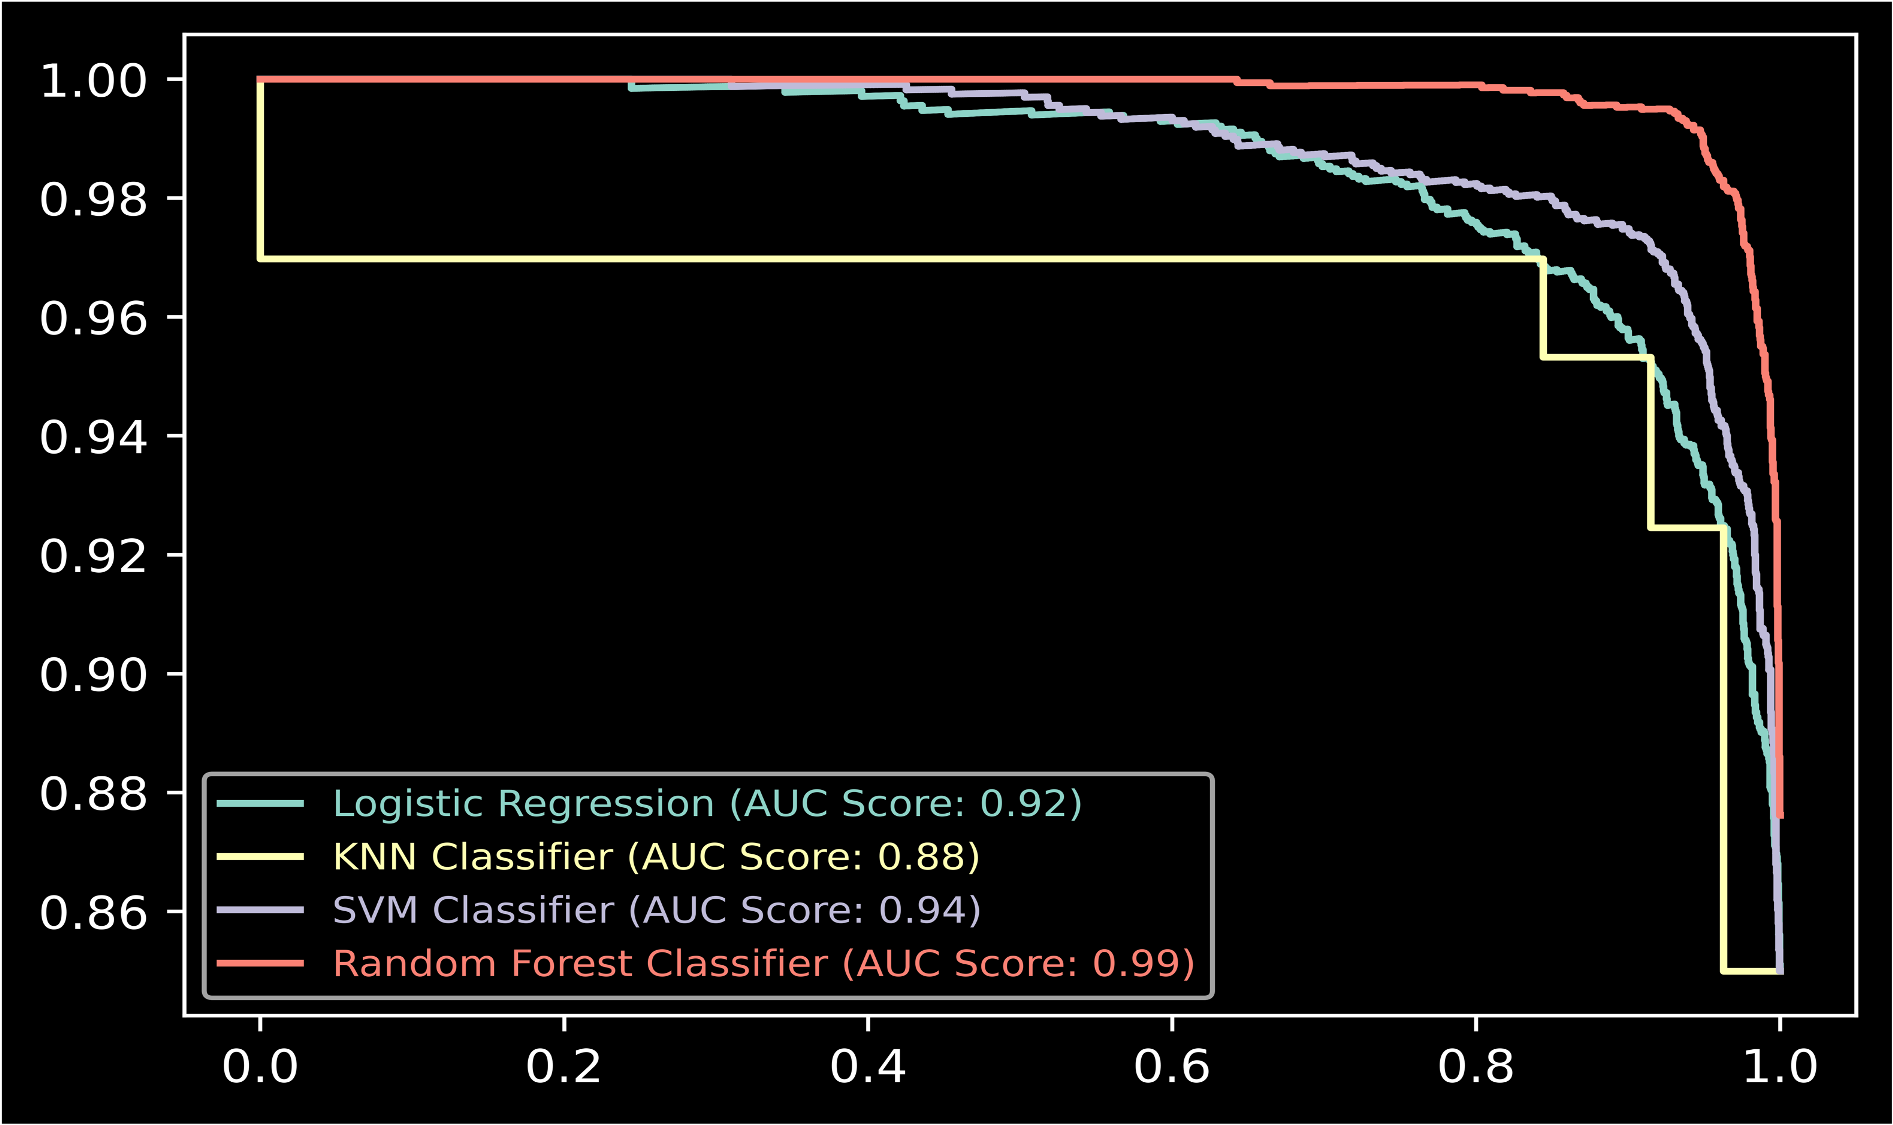 1.00
0.98
0.96
0.94
0.92
0.90
0.88
0.86
Logistic Regression (AUC Score: 0.92)
KNN Classifier (AUC Score: 0.88)
SVM Classifier (AUC Score: 0.94)
Random Forest Classifier (AUC Score: 0.99)
0.0 0.2 0.4 0.6 0.8 1.0